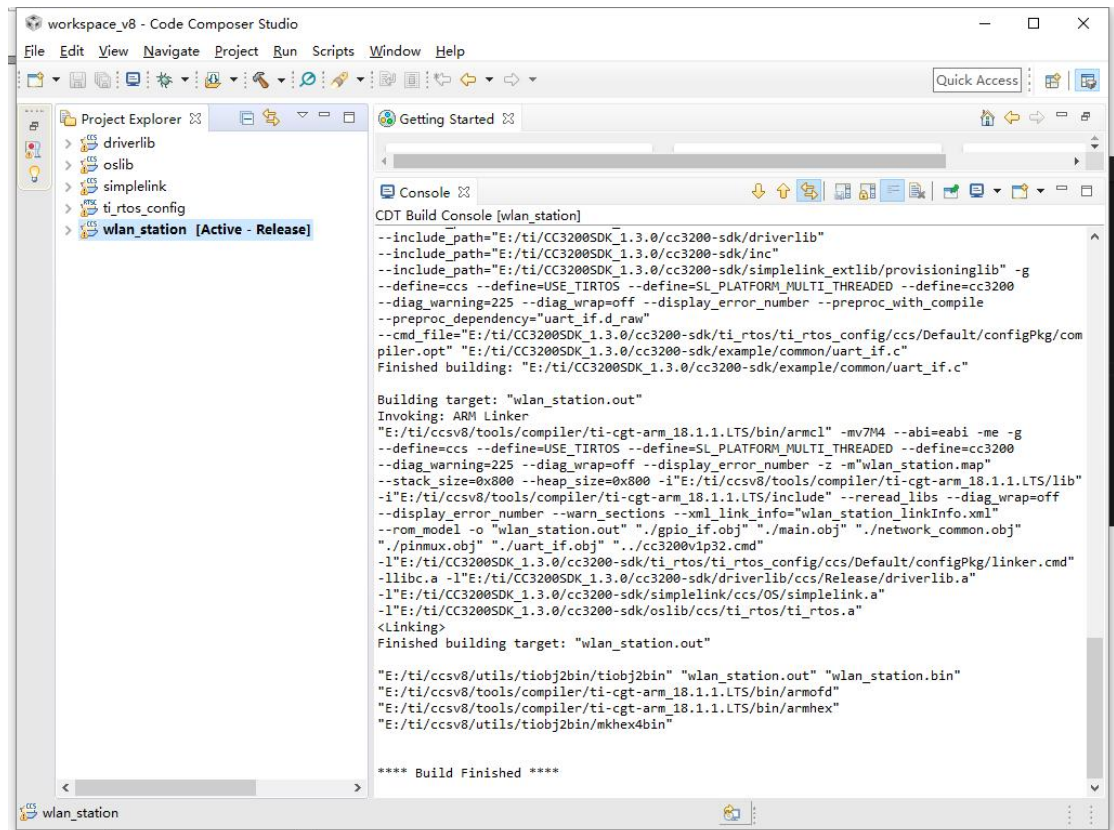 workspace_v8 - Code Composer Studio
File Edit View Navigate Project Run Scripts Window Help
Quick Access
Project Explorer
Getting Started
driverlib
oslib
simplelink
ti_rtos_config
wlan_station [Active - Release]
Console
CDT Build Console [wlan_station]
--include_path="E:/ti/CC3200SDK_1.3.0/cc3200-sdk/driverlib"
--include_path="E:/ti/CC3200SDK_1.3.0/cc3200-sdk/inc"
--include_path="E:/ti/CC3200SDK_1.3.0/cc3200-sdk/simplelink_extlib/provisioninglib" -g
--define=ccs --define=USE_TIRTOS --define=SL_PLATFORM_MULTI_THREADED --define=cc3200
--diag_warning=225 --diag_wrap=off --display_error_number --preproc_with_compile
--preproc_dependency="uart_if.d_raw"
--cmd_file="E:/ti/CC3200SDK_1.3.0/cc3200-sdk/ti_rtos/ti_rtos_config/ccs/Default/configPkg/com
piler.opt" "E:/ti/CC3200SDK_1.3.0/cc3200-sdk/example/common/uart_if.c"
Finished building: "E:/ti/CC3200SDK_1.3.0/cc3200-sdk/example/common/uart_if.c"
Building target: "wlan_station.out"
Invoking: ARM Linker
"E:/ti/ccsv8/tools/compiler/ti-cgt-arm_18.1.1.LTS/bin/armcl" -mv7M4 --abi=eabi -me -g
--define=ccs --define=USE_TIRTOS --define=SL_PLATFORM_MULTI_THREADED --define=cc3200
--diag_warning=225 --diag_wrap=off --display_error_number -z -m"wlan_station.map"
--stack_size=0x800 --heap_size=0x800 -i"E:/ti/ccsv8/tools/compiler/ti-cgt-arm_18.1.1.LTS/lib"
-i"E:/ti/ccsv8/tools/compiler/ti-cgt-arm_18.1.1.LTS/include" --reread_libs --diag_wrap=off
--display_error_number --warn_sections --xml_link_info="wlan_station_linkInfo.xml"
--rom_model -o "wlan_station.out" "./gpio_if.obj" "./main.obj" "./network_common.obj"
"./pinmux.obj" "./uart_if.obj" "../cc3200v1p32.cmd"
-l"E:/ti/CC3200SDK_1.3.0/cc3200-sdk/ti_rtos/ti_rtos_config/ccs/Default/configPkg/linker.cmd"
-llibc.a -l"E:/ti/CC3200SDK_1.3.0/cc3200-sdk/driverlib/ccs/Release/driverlib.a"
-l"E:/ti/CC3200SDK_1.3.0/cc3200-sdk/simplelink/ccs/OS/simplelink.a"
-l"E:/ti/CC3200SDK_1.3.0/cc3200-sdk/oslib/ccs/ti_rtos/ti_rtos.a"
<Linking>
Finished building target: "wlan_station.out"
"E:/ti/ccsv8/utils/tiobj2bin/tiobj2bin" "wlan_station.out" "wlan_station.bin"
"E:/ti/ccsv8/tools/compiler/ti-cgt-arm_18.1.1.LTS/bin/armofd"
"E:/ti/ccsv8/tools/compiler/ti-cgt-arm_18.1.1.LTS/bin/armhex"
"E:/ti/ccsv8/utils/tiobj2bin/mkhex4bin"
**** Build Finished ****
wlan_station